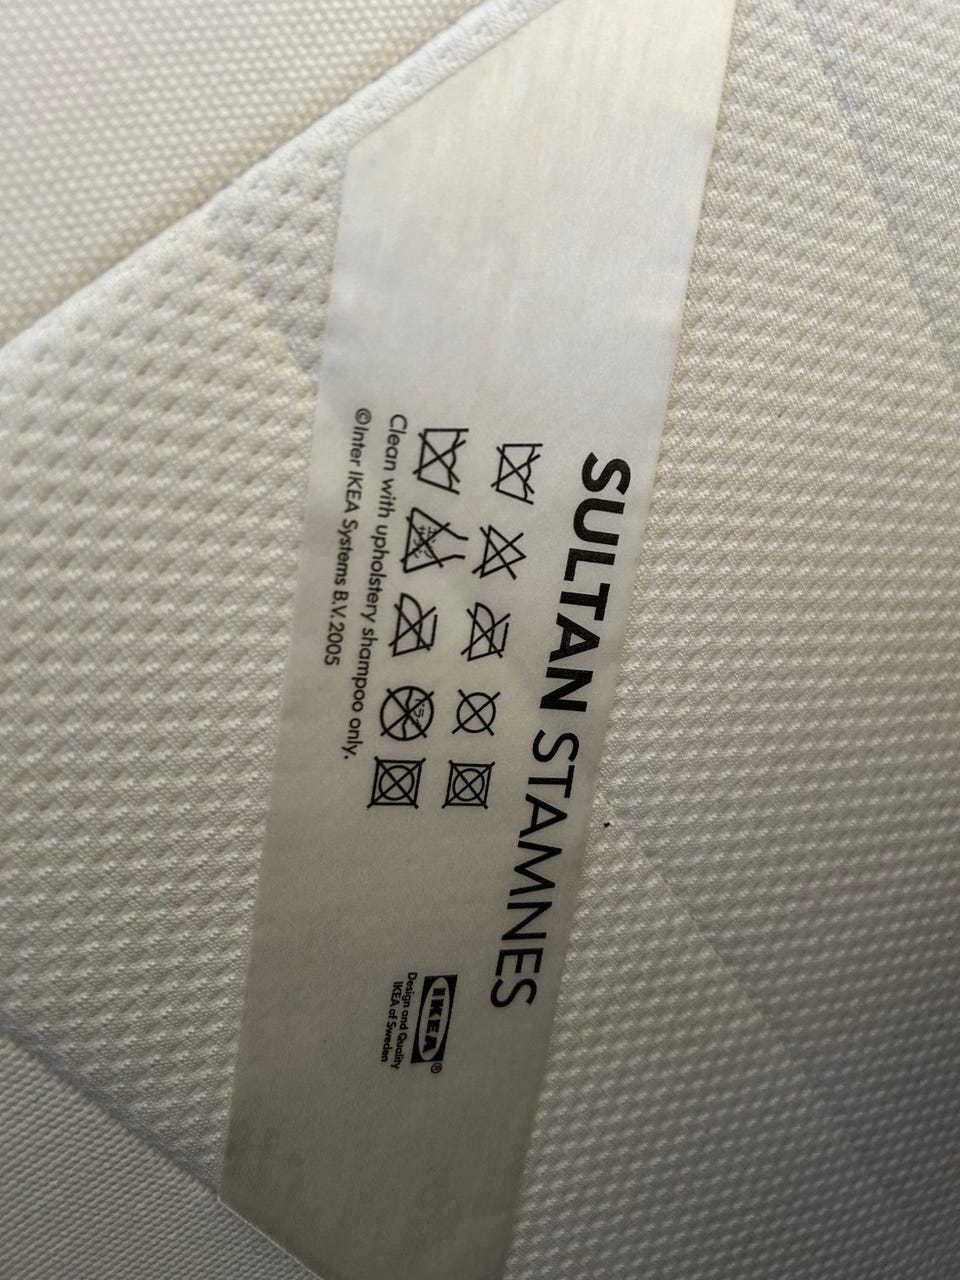 SULTAN STAMNES
Clean with upholstery shampoo only.
©Inter IKEA Systems B.V. 2005
IKEA®
Design and Quality
IKEA of Sweden